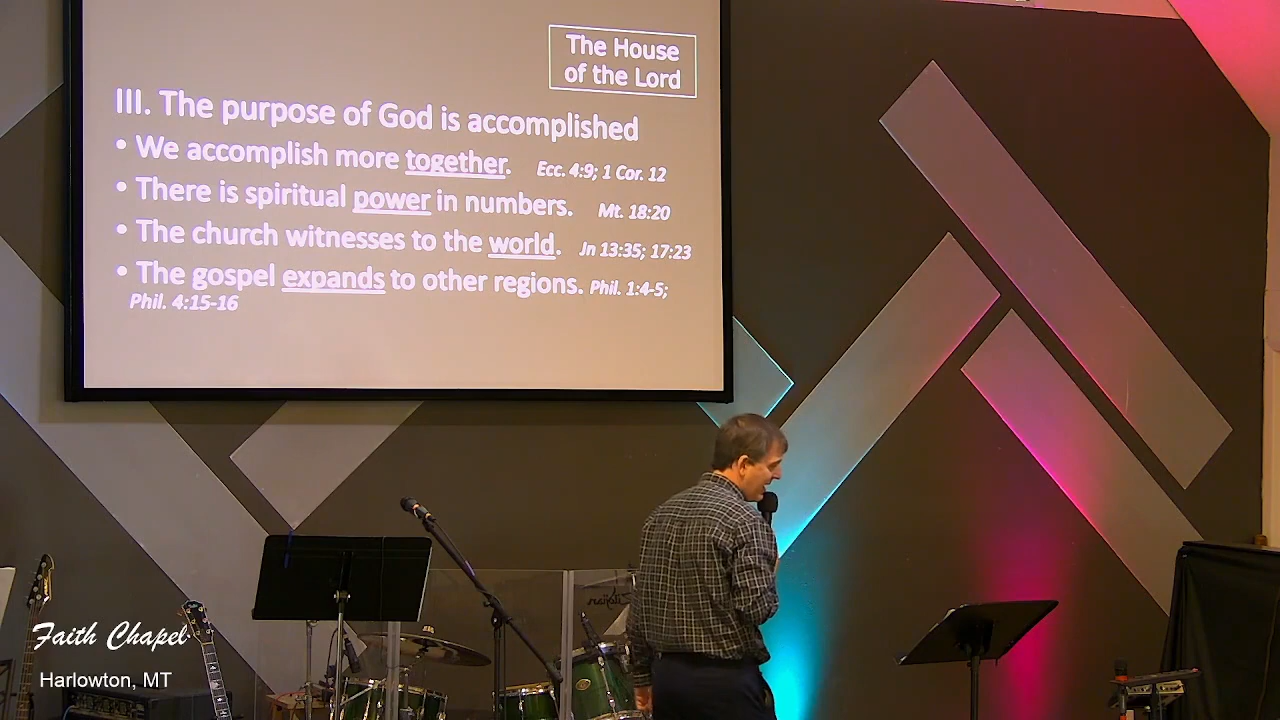 The House
of the Lord
III. The purpose of God is accomplished
• We accomplish more together. Ecc. 4:9; 1 Cor. 12
• There is spiritual power in numbers. Mt. 18:20
• The church witnesses to the world. Jn 13:35; 17:23
• The gospel expands to other regions. Phil. 1:4-5;
Phil. 4:15-16
Faith Chapel
Harlowton, MT